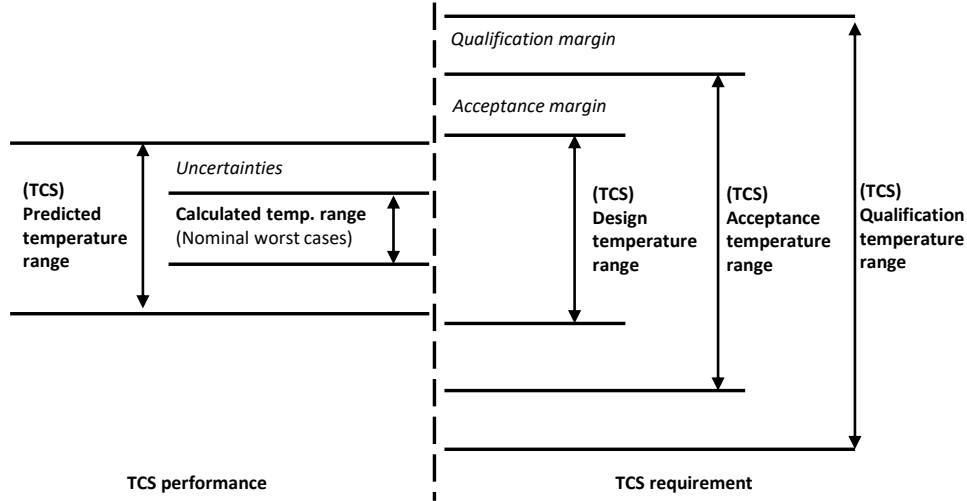 Qualification margin
Acceptance margin
Uncertainties
(TCS)
Predicted
temperature
range
Calculated temp. range
(Nominal worst cases)
(TCS)
Design
temperature
range
(TCS)
Acceptance
temperature
range
(TCS)
Qualification
temperature
range
TCS performance
TCS requirement